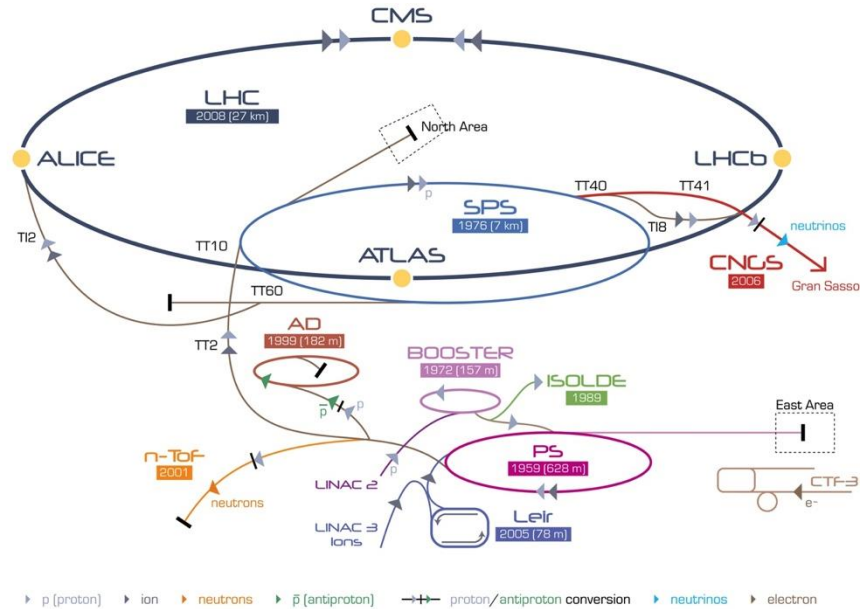 CMS
LHC
2008 (27 km)
North Area
ALICE
LHCb
TT40
TT41
p
SPS
1976 (7 km)
TI8
neutrinos
TI2
TT10
ATLAS
CNGS
2006
Gran Sasso
TT60
AD
1999 (182 m)
TT2
BOOSTER
1972 (157 m)
ISOLDE
1989
p̄
p
East Area
n-ToF
2001
PS
1959 (628 m)
p
LINAC 2
neutrons
CTF3
e-
LINAC 3
Ions
Leir
2005 (78 m)
p (proton)
ion
neutrons
p̄ (antiproton)
proton/antiproton conversion
neutrinos
electron